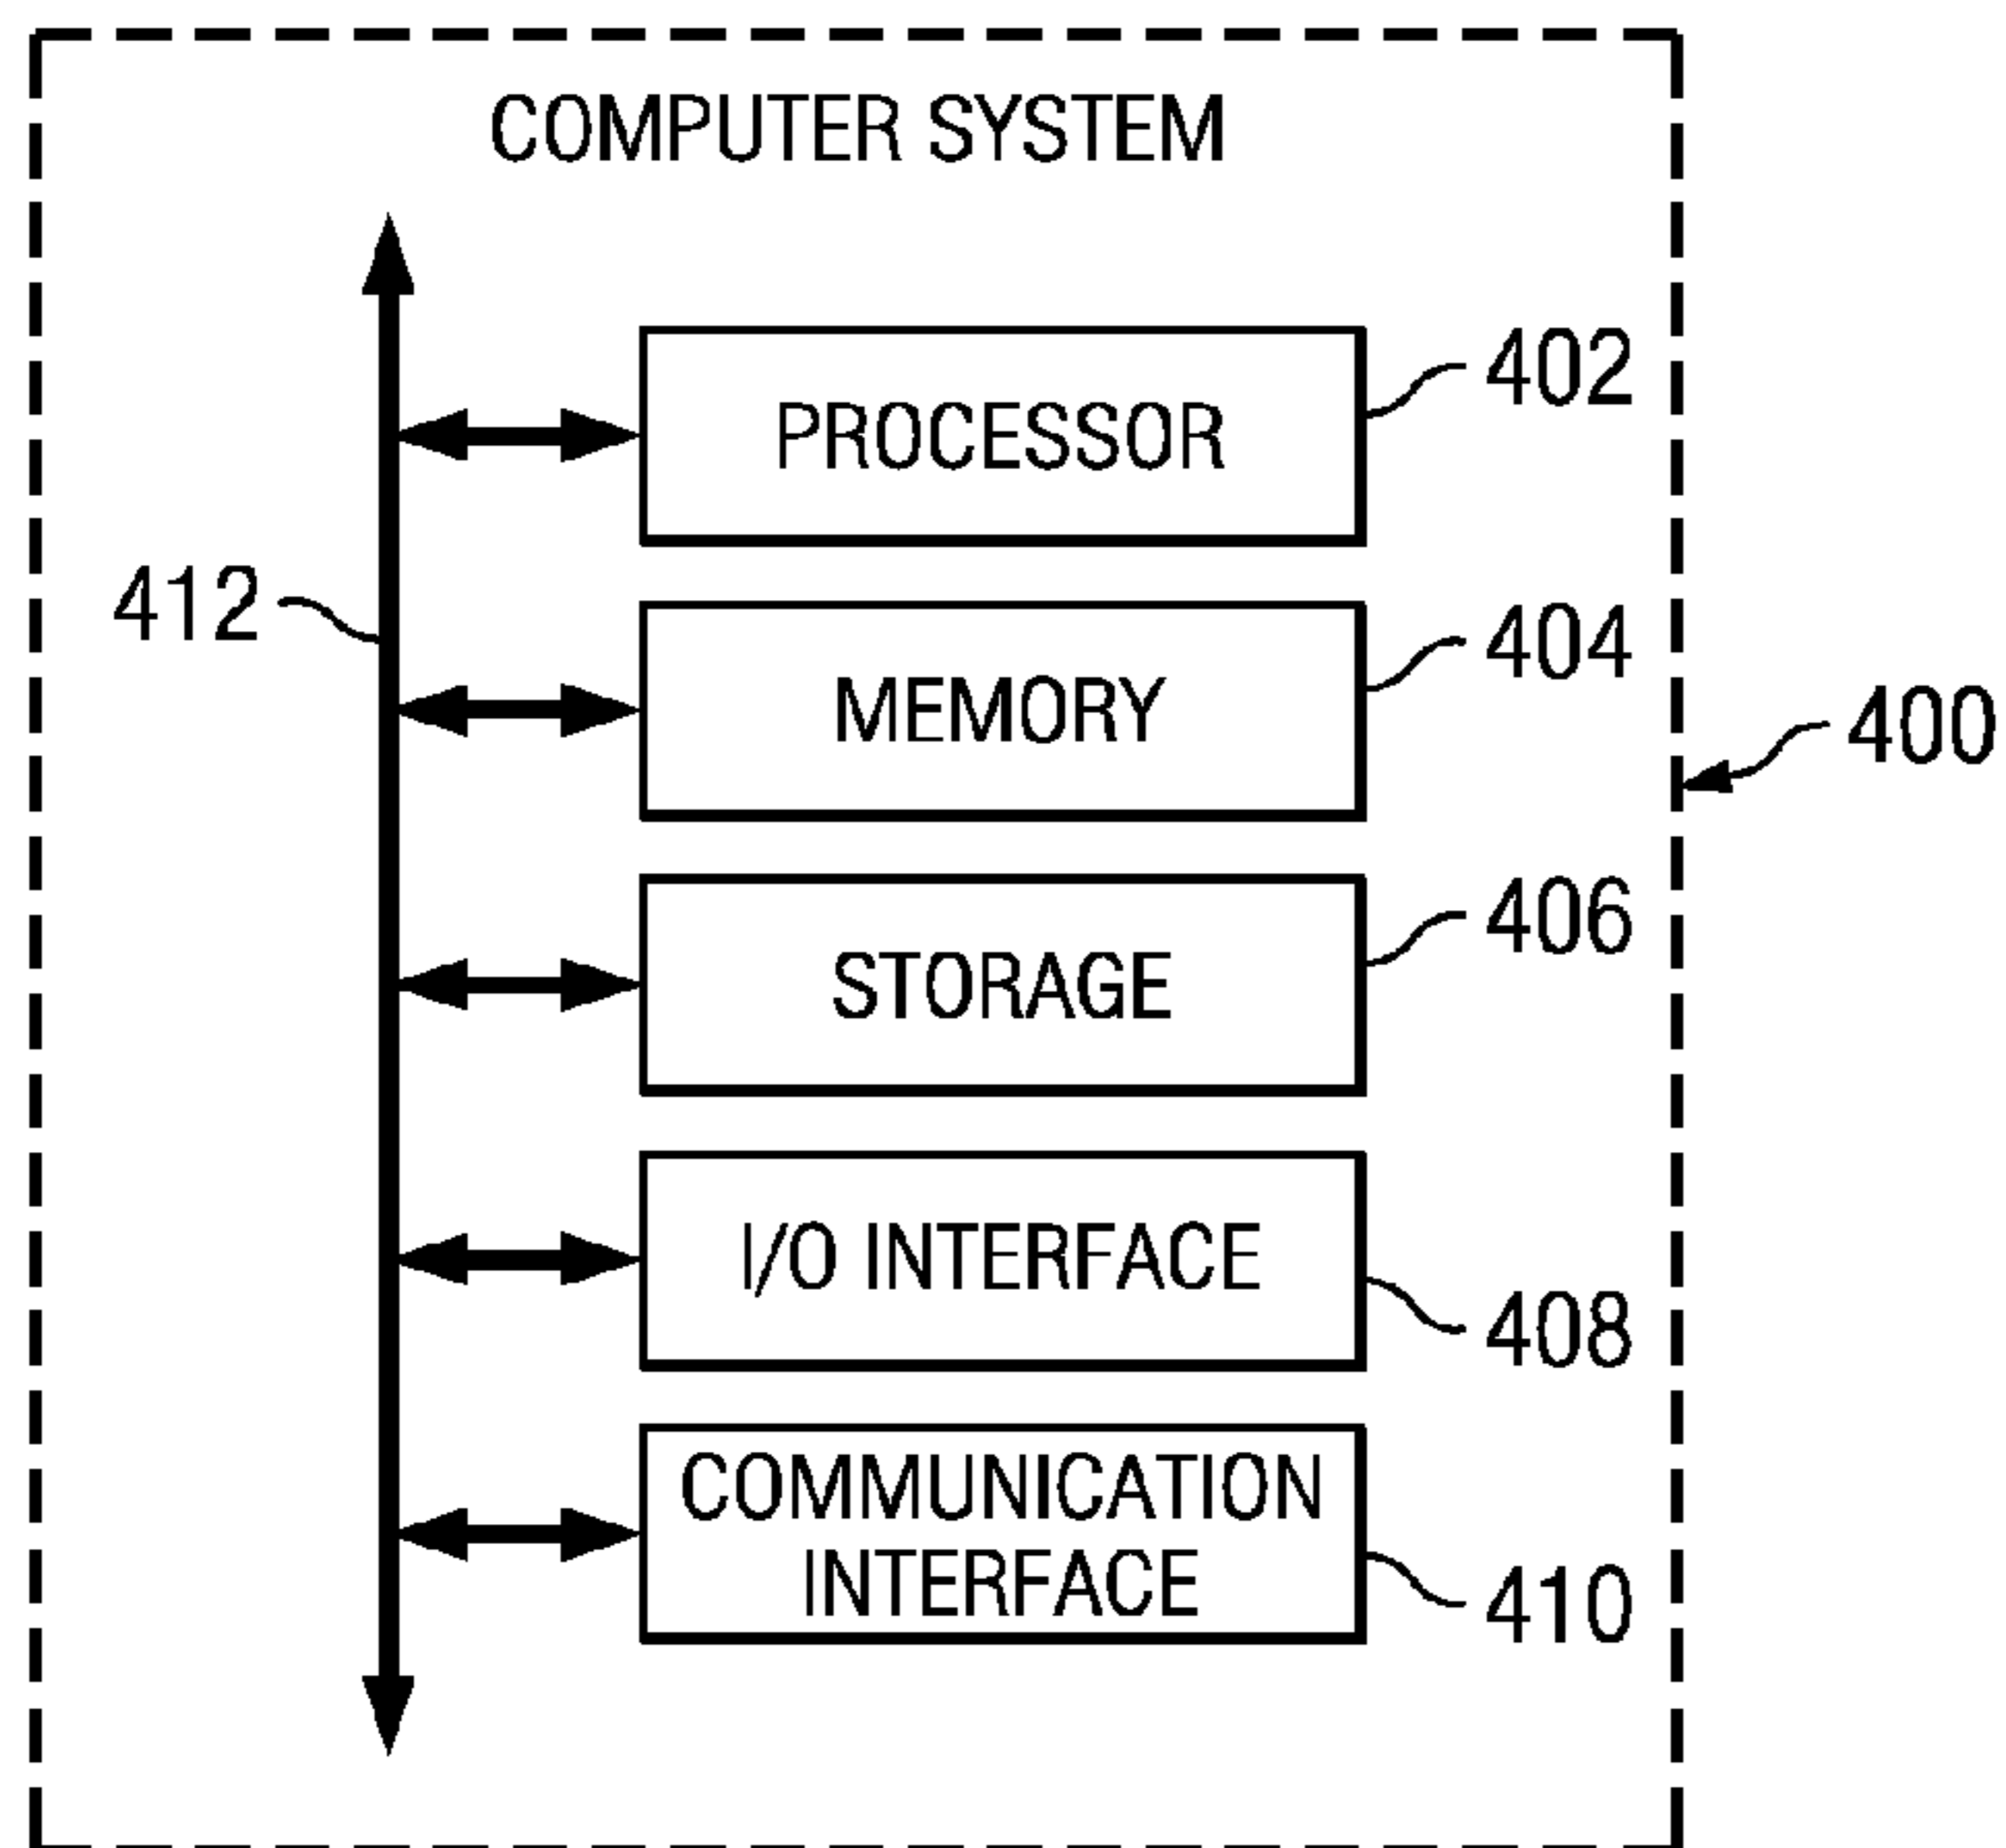 COMPUTER SYSTEM
PROCESSOR
402
412
MEMORY
404
400
STORAGE
406
I/O INTERFACE
408
COMMUNICATION
INTERFACE
410